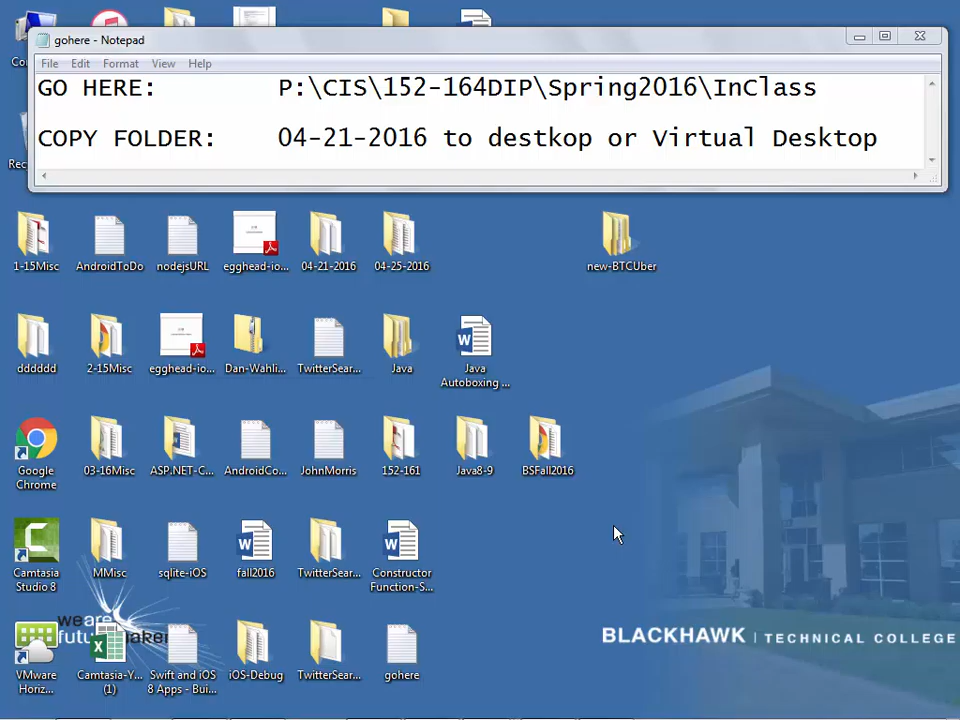 gohere - Notepad
File Edit Format View Help
GO HERE: P:\CIS\152-164DIP\Spring2016\InClass
COPY FOLDER: 04-21-2016 to destkop or Virtual Desktop
1-15Misc
AndroidToDo
nodejsURL
egghead-io...
04-21-2016
04-25-2016
new-BTCUber
dddddd
2-15Misc
egghead-io...
Dan-Wahli...
TwitterSear...
Java
Java
Autoboxing ...
Google
Chrome
03-16Misc
ASP.NET-C...
AndroidCo...
JohnMorris
152-161
Java8-9
BSFall2016
Camtasia
Studio 8
MMisc
sqlite-iOS
fall2016
TwitterSear...
Constructor
Function-S...
we are
futu maker
VMware
Horiz...
Camtasia-Y...
(1)
Swift and iOS
8 Apps - Bui...
iOS-Debug
TwitterSear...
gohere
BLACKHAWK | TECHNICAL COLLEGE